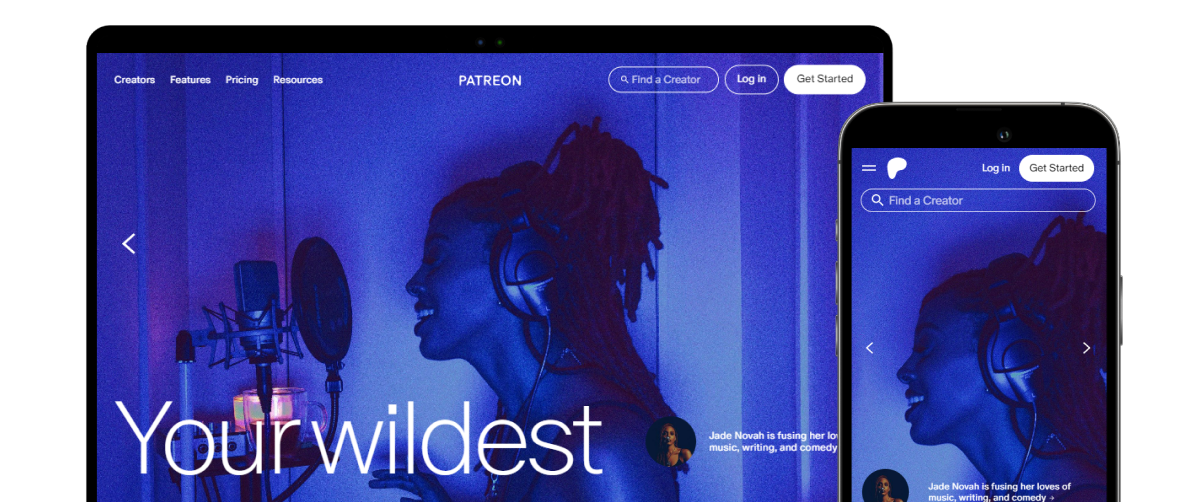 Creators Features Pricing Resources
PATREON
Find a Creator
Log in
Get Started
Your wildest
Jade Novah is fusing her lo
music, writing, and comedy
Log in
Get Started
Find a Creator
Jade Novah is fusing her loves of
music, writing, and comedy →